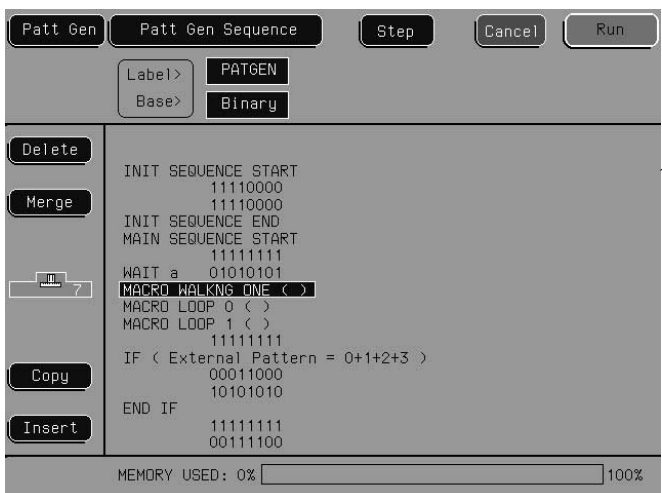 Patt Gen Patt Gen Sequence Step Cancel Run
Label> PATGEN
Base> Binary
Delete
INIT SEQUENCE START
11110000
Merge 11110000
INIT SEQUENCE END
MAIN SEQUENCE START
11111111
WAIT a 01010101
7 MACRO WALKNG ONE ( )
MACRO LOOP 0 ( )
MACRO LOOP 1 ( )
11111111
IF ( External Pattern = 0+1+2+3 )
Copy 00011000
10101010
END IF
Insert 11111111
00111100
MEMORY USED: 0% 100%